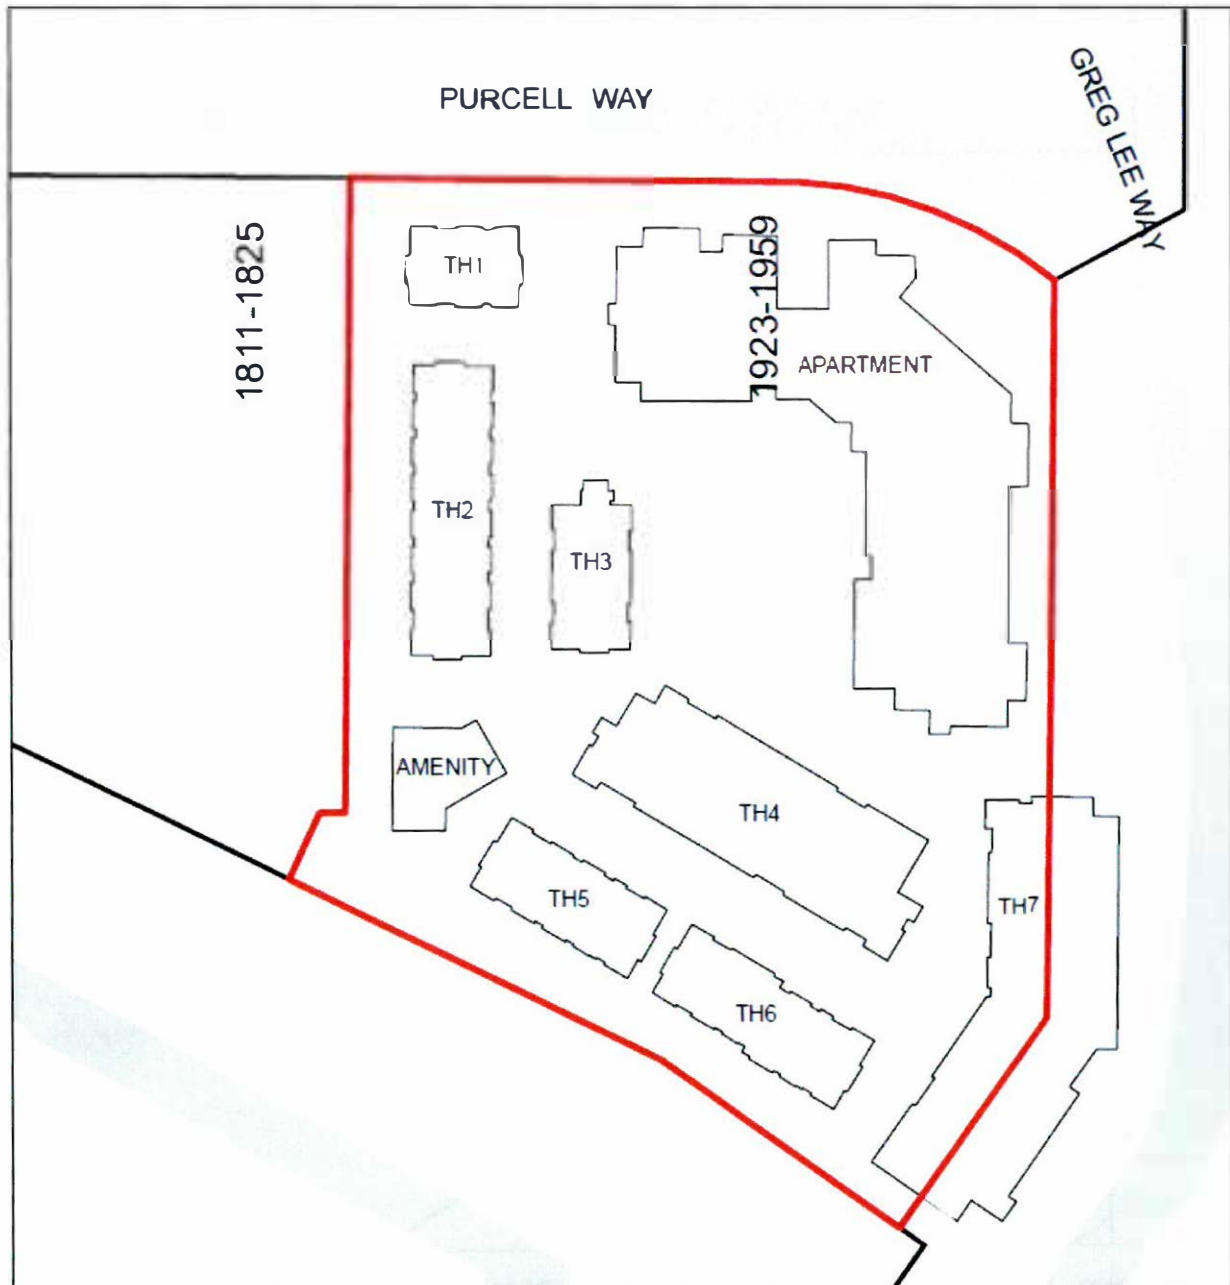 PURCELL WAY
GREG LEE WAY
1811-1825
TH1
1923-1959
APARTMENT
TH2
TH3
AMENITY
TH4
TH5
TH7
TH6